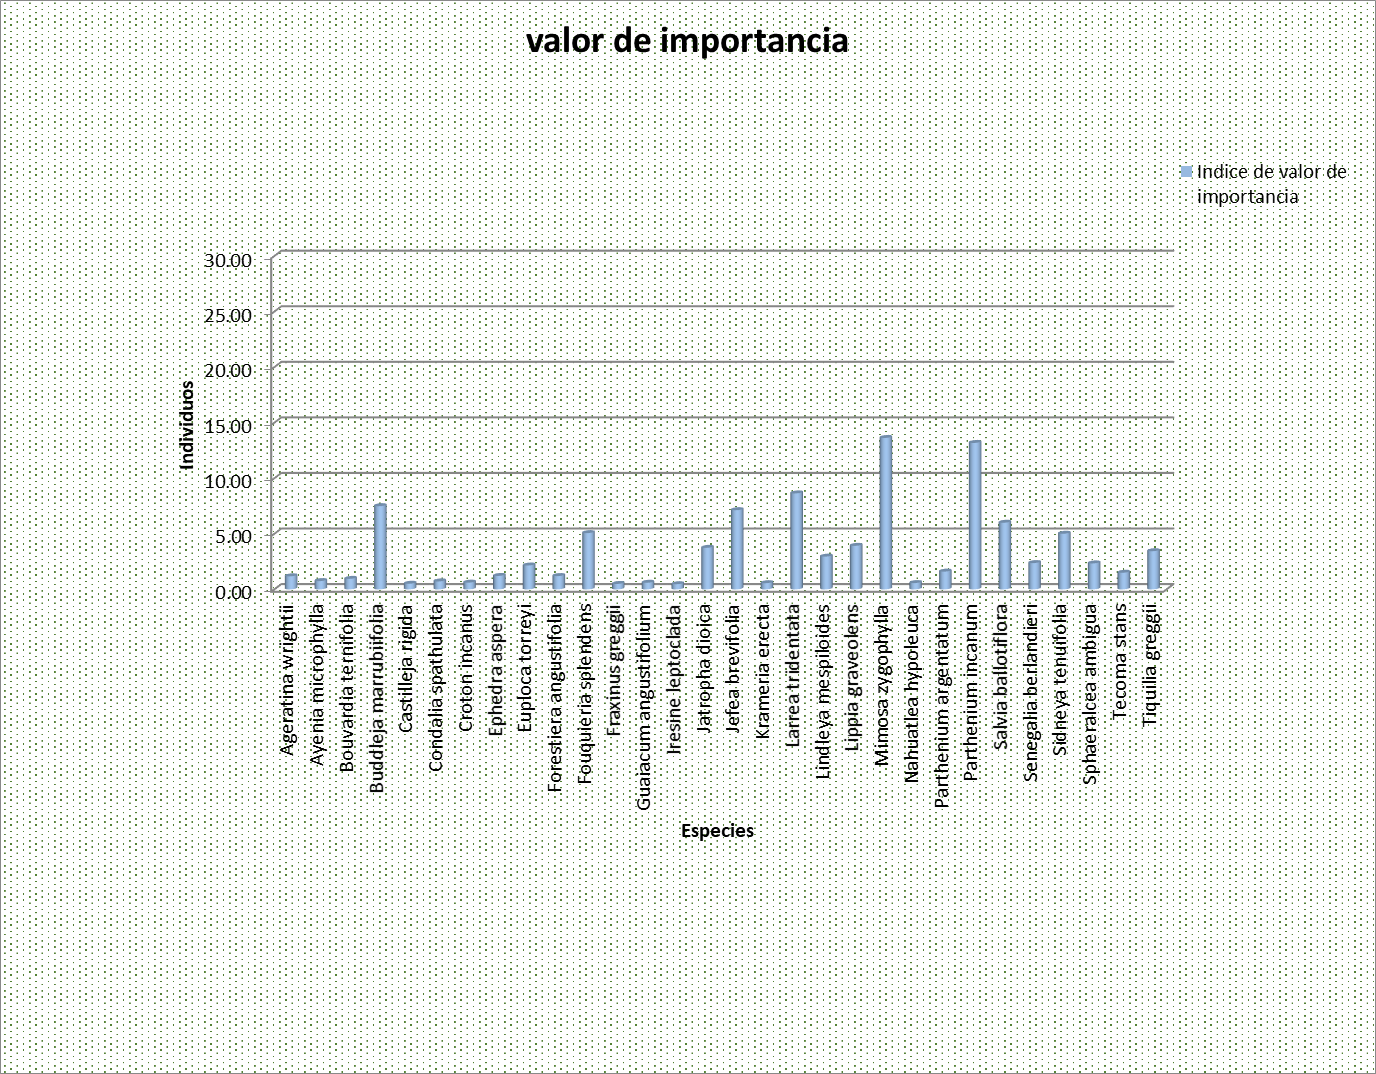 valor de importancia
Indice de valor de
importancia
30.00
25.00
20.00
15.00
10.00
5.00
0.00
Individuos
Ageratina wrightii
Ayenia microphylla
Bouvardia ternifolia
Buddleja marrubifolia
Castilleja rigida
Condalia spathulata
Croton incanus
Ephedra aspera
Euploca torreyi
Forestiera angustifolia
Fouquieria splendens
Fraxinus greggii
Guaiacum angustifolium
Iresine leptoclada
Jatropha dioica
Jefea brevifolia
Krameria erecta
Larrea tridentata
Lindleya mespiloides
Lippia graveolens
Mimosa zygophylla
Nahuatlea hypoleuca
Parthenium argentatum
Parthenium incanum
Salvia ballotiflora
Senegalia berlandieri
Sidneya tenuifolia
Sphaeralcea ambigua
Tecoma stans
Tiquilia greggii
Especies